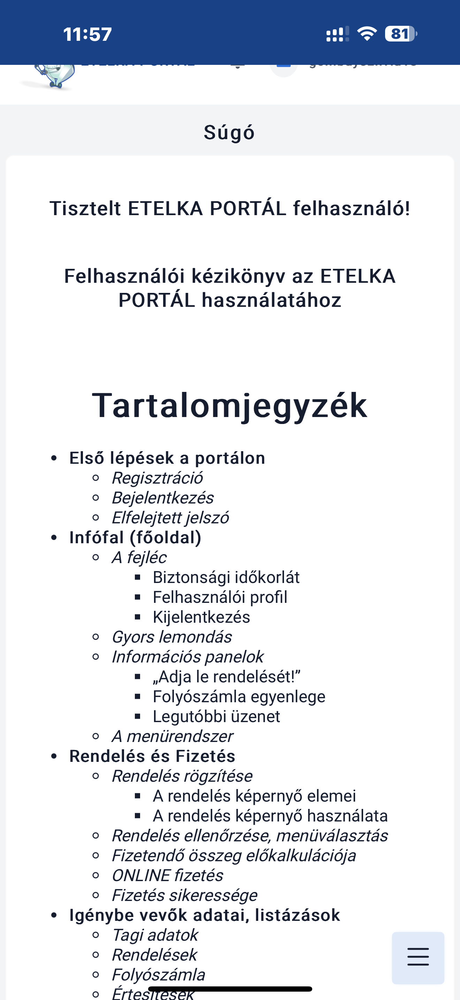 11:57
81
Súgó
Tisztelt ETELKA PORTÁL felhasználó!
Felhasználói kézikönyv az ETELKA
PORTÁL használatához
Tartalomjegyzék
• Első lépések a portálon
Regisztráció
Bejelentkezés
Elfelejtett jelszó
• Infófal (főoldal)
A fejléc
Biztonsági időkorlát
Felhasználói profil
Kijelentkezés
Gyors lemondás
Információs panelok
„Adja le rendelését!”
Folyószámla egyenlege
Legutóbbi üzenet
A menürendszer
• Rendelés és Fizetés
Rendelés rögzítése
A rendelés képernyő elemei
A rendelés képernyő használata
Rendelés ellenőrzése, menüválasztás
Fizetendő összeg előkalkulációja
ONLINE fizetés
Fizetés sikeressége
• Igénybe vevők adatai, listázások
Tagi adatok
Rendelések
Folyószámla
Értesítések